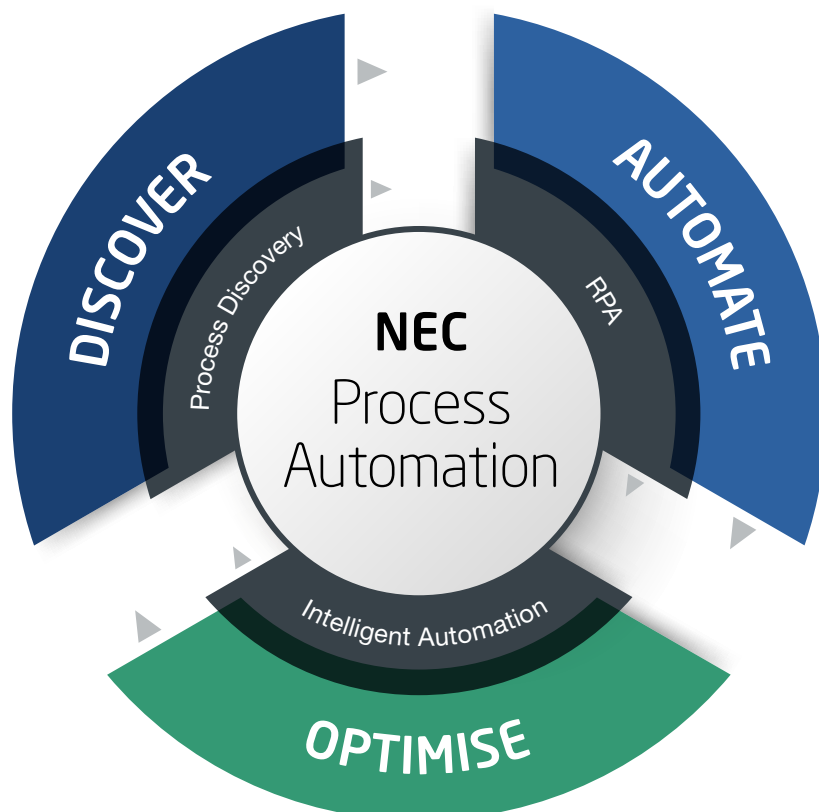 DISCOVER
Process Discovery
AUTOMATE
RPA
NEC
Process
Automation
Intelligent Automation
OPTIMISE